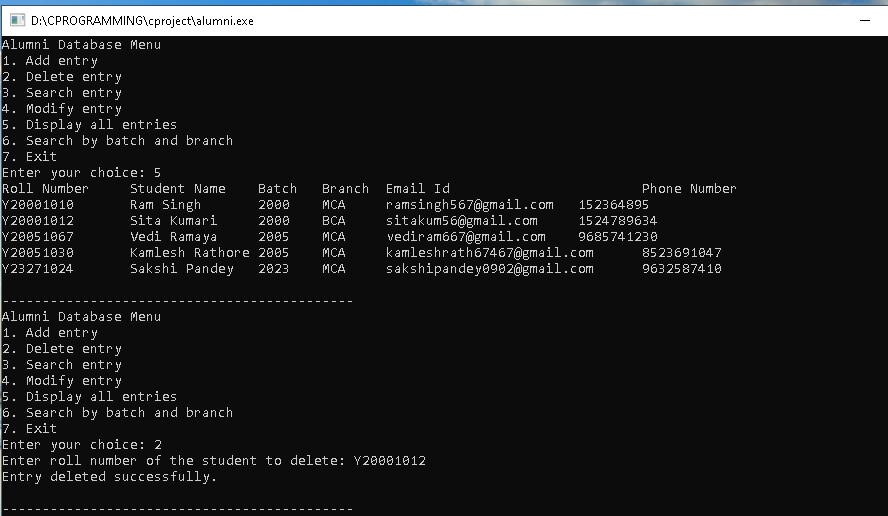 D:\CPROGRAMMING\cproject\alumni.exe
Alumni Database Menu
1. Add entry
2. Delete entry
3. Search entry
4. Modify entry
5. Display all entries
6. Search by batch and branch
7. Exit
Enter your choice: 5
Roll Number     Student Name    Batch   Branch  Email Id                        Phone Number
Y20001010       Ram Singh       2000    MCA     ramsingh567@gmail.com   152364895
Y20001012       Sita Kumari     2000    BCA     sitakum56@gmail.com     1524789634
Y20051067       Vedi Ramaya     2005    MCA     vediram667@gmail.com    9685741230
Y20051030       Kamlesh Rathore 2005    MCA     kamleshrath67467@gmail.com      8523691047
Y23271024       Sakshi Pandey   2023    MCA     sakshipandey0902@gmail.com      9632587410
--------------------------------------------
Alumni Database Menu
1. Add entry
2. Delete entry
3. Search entry
4. Modify entry
5. Display all entries
6. Search by batch and branch
7. Exit
Enter your choice: 2
Enter roll number of the student to delete: Y20001012
Entry deleted successfully.
--------------------------------------------